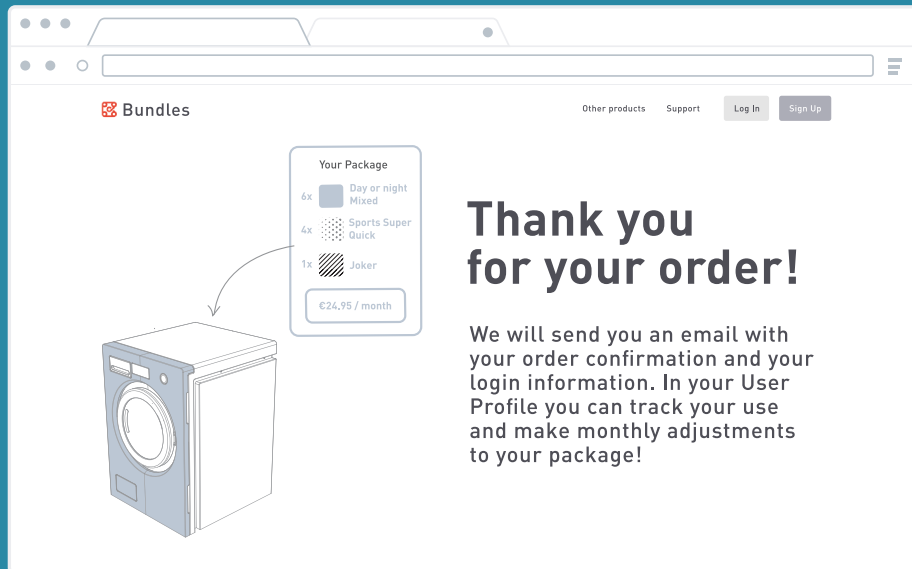 Bundles
Other products
Support
Log In
Sign Up
Your Package
6x
Day or night
Mixed
4x
Sports Super
Quick
1x
Joker
€24,95 / month
Thank you
for your order!
We will send you an email with
your order confirmation and your
login information. In your User
Profile you can track your use
and make monthly adjustments
to your package!